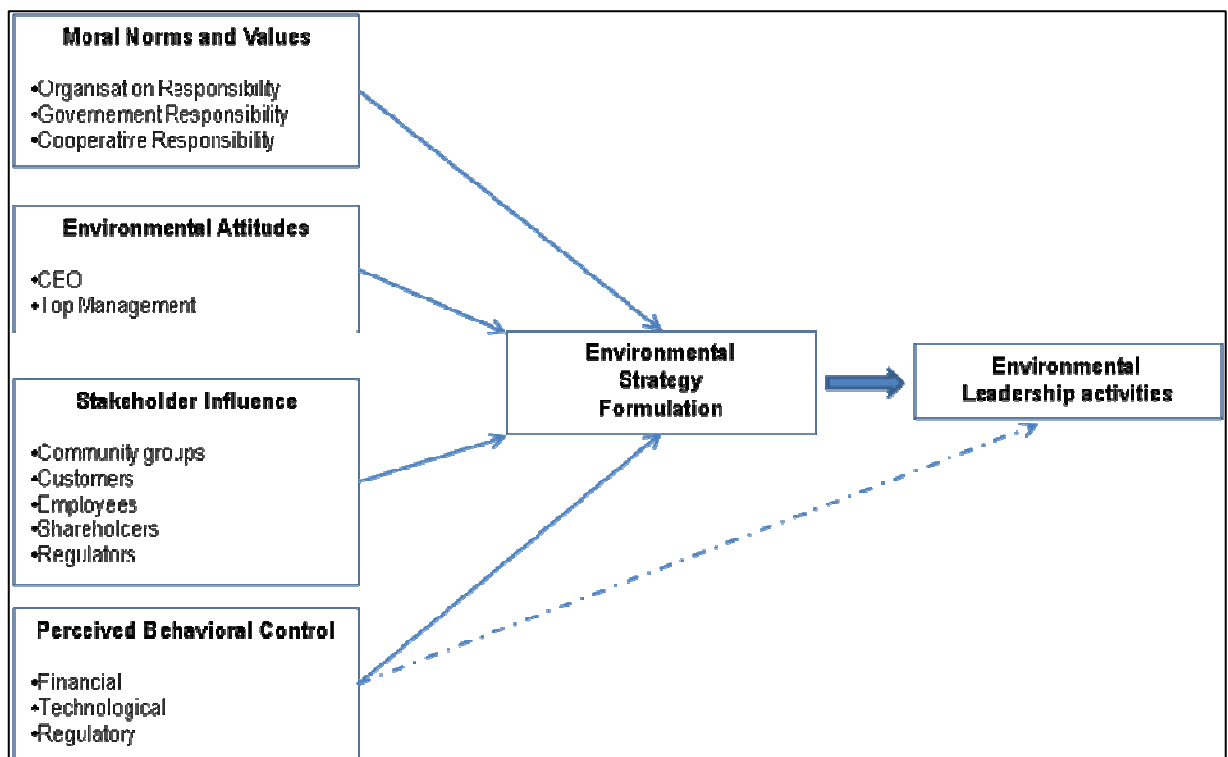 Moral Norms and Values
•Organisation Responsibility
•Governement Responsibility
•Cooperative Responsibility
Environmental Attitudes
•CEO
•Top Management
Stakeholder Influence
•Community groups
•Customers
•Employees
•Shareholders
•Regulators
Perceived Behavioral Control
•Financial
•Technological
•Regulatory
Environmental
Strategy
Formulation
Environmental
Leadership activities